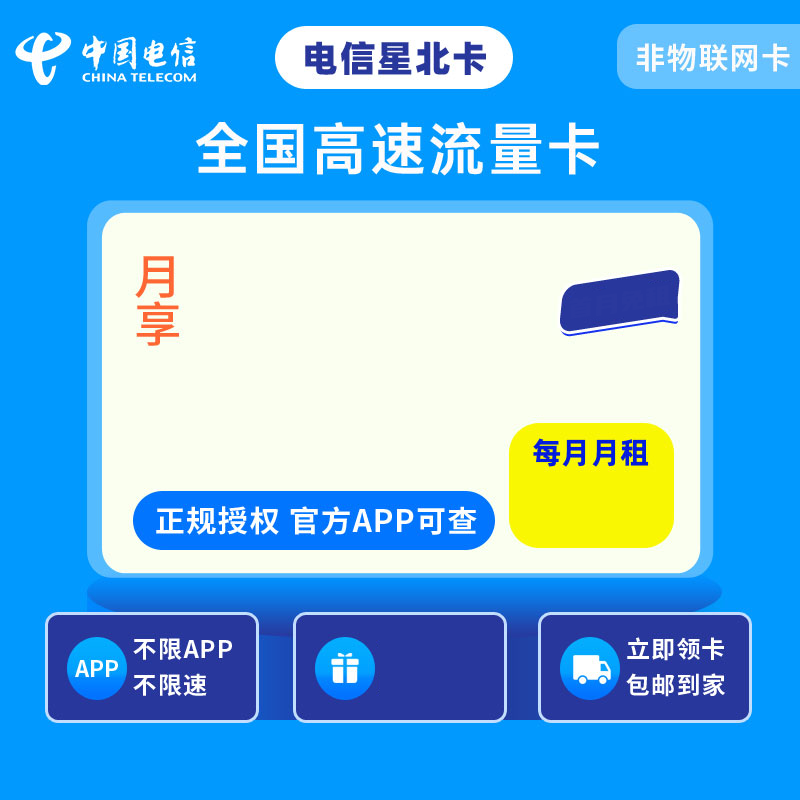 中国电信
CHINA TELECOM
电信星北卡
非物联网卡
全国高速流量卡
月享
每月月租
正规授权 官方APP可查
APP
不限APP
不限速
立即领卡
包邮到家